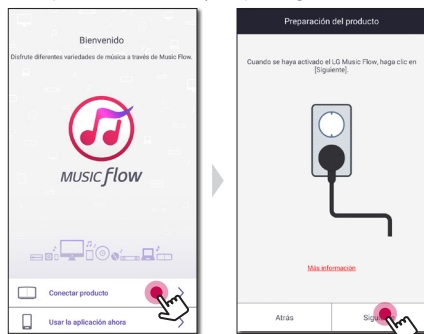 Bienvenido
Disfrute diferentes variedades de música a través de Music Flow.
MUSIC flow
Conectar producto
Usar la aplicación ahora
Preparación del producto
Cuando se haya activado el LG Music Flow, haga clic en
[Siguiente].
Más información
Atrás